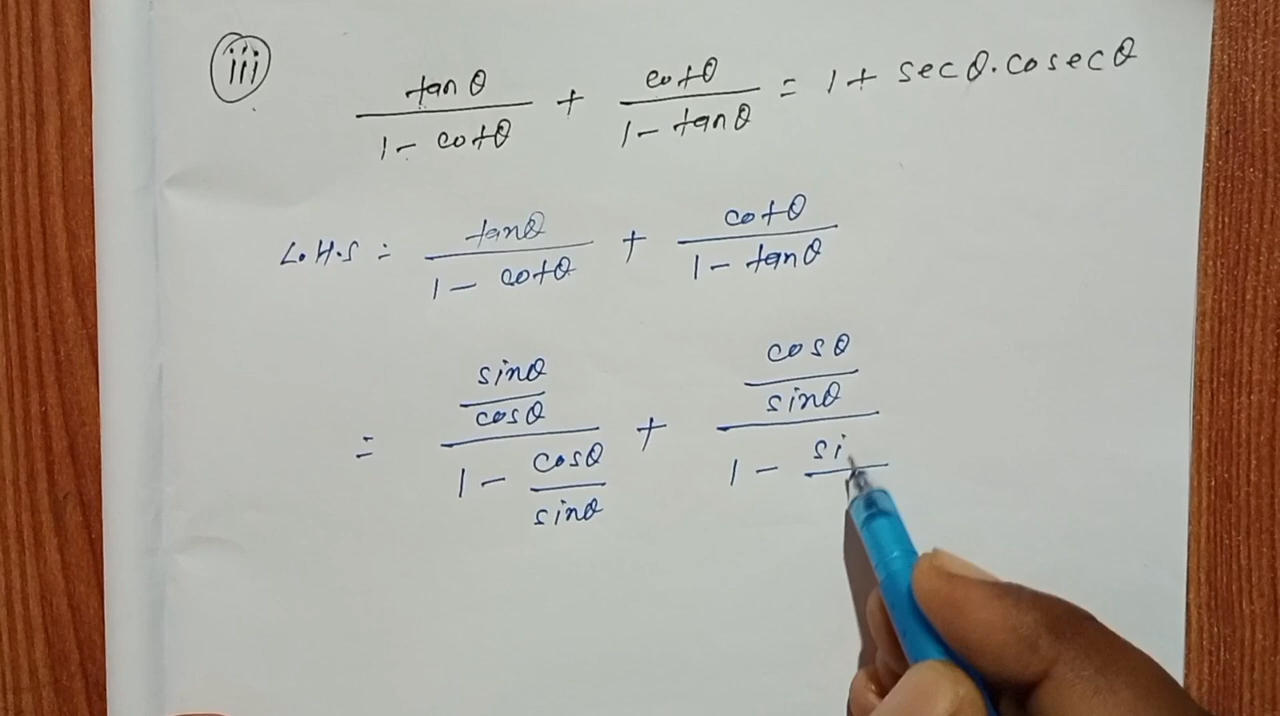 iii
tanθ / 1 - cotθ + cotθ / 1 - tanθ = 1 + secθ.cosecθ
L.H.S = tanθ / 1 - cotθ + cotθ / 1 - tanθ
= sinθ/cosθ / 1 - cosθ/sinθ + cosθ/sinθ / 1 - si